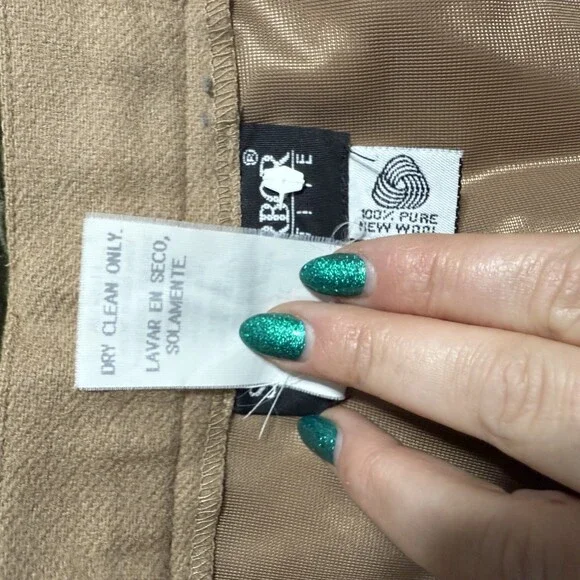 DRY CLEAN ONLY.
LAVAR EN SECO,
SOLAMENTE.
100% PURE
NEW WOOL
®